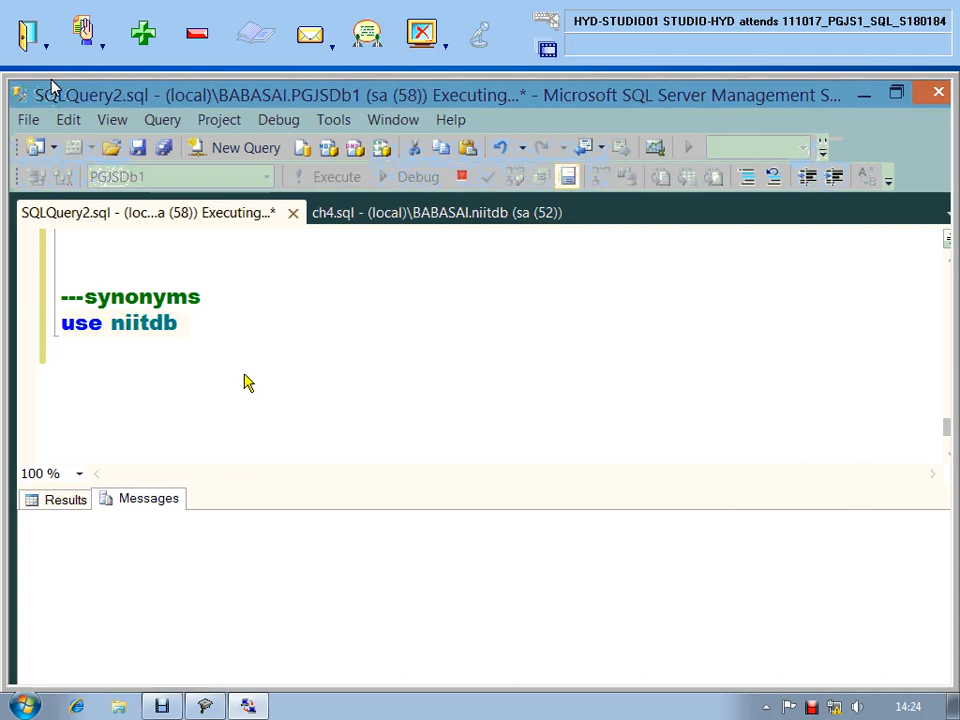 HYD-STUDIO01 STUDIO-HYD attends 111017_PGJS1_SQL_S180184
SQLQuery2.sql - (local)\BABASAI.PGJSDb1 (sa (58)) Executing...* - Microsoft SQL Server Management S...
File Edit View Query Project Debug Tools Window Help
New Query
PGJSDb1 Execute Debug
SQLQuery2.sql - (loc...a (58)) Executing...* ch4.sql - (local)\BABASAI.niitdb (sa (52))
---synonyms
use niitdb
100 %
Results Messages
14:24